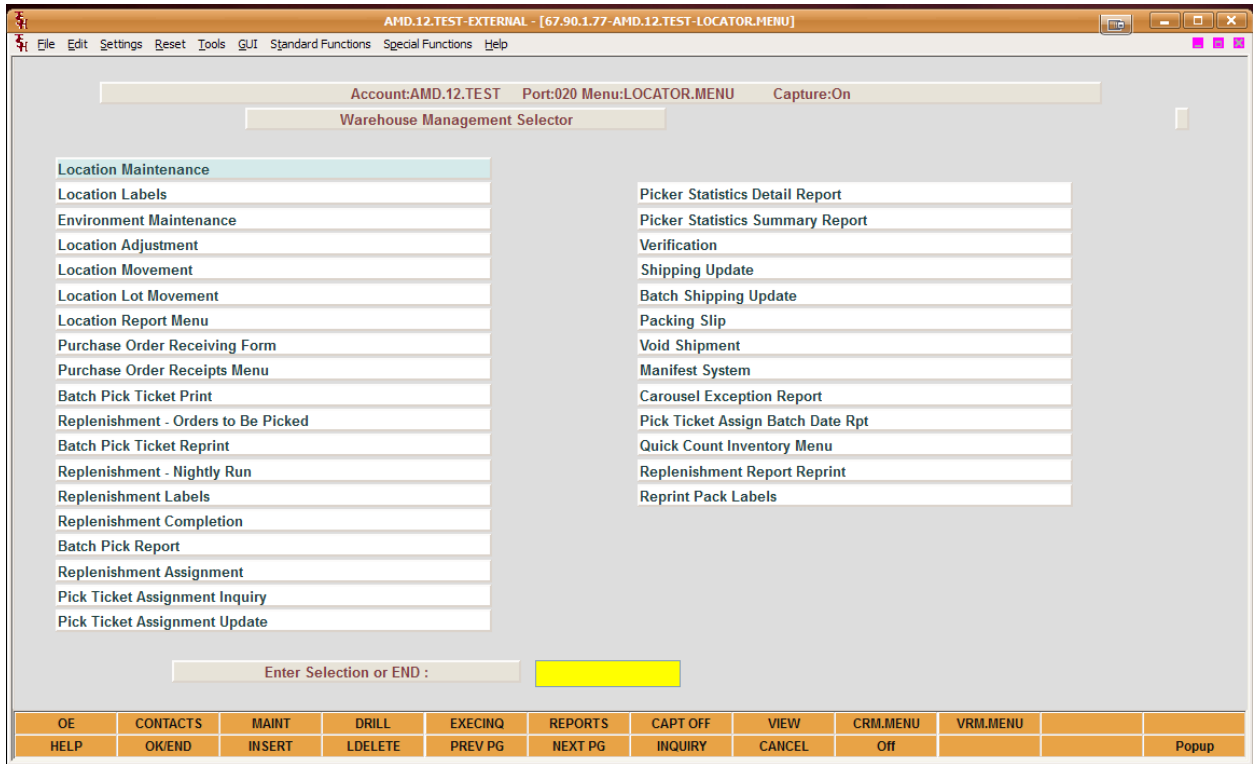 AMD.12.TEST-EXTERNAL - [67.90.1.77-AMD.12.TEST-LOCATOR.MENU]
File Edit Settings Reset Tools GUI Standard Functions Special Functions Help
Account:AMD.12.TEST Port:020 Menu:LOCATOR.MENU Capture:On
Warehouse Management Selector
Location Maintenance
Location Labels
Environment Maintenance
Location Adjustment
Location Movement
Location Lot Movement
Location Report Menu
Purchase Order Receiving Form
Purchase Order Receipts Menu
Batch Pick Ticket Print
Replenishment - Orders to Be Picked
Batch Pick Ticket Reprint
Replenishment - Nightly Run
Replenishment Labels
Replenishment Completion
Batch Pick Report
Replenishment Assignment
Pick Ticket Assignment Inquiry
Pick Ticket Assignment Update
Picker Statistics Detail Report
Picker Statistics Summary Report
Verification
Shipping Update
Batch Shipping Update
Packing Slip
Void Shipment
Manifest System
Carousel Exception Report
Pick Ticket Assign Batch Date Rpt
Quick Count Inventory Menu
Replenishment Report Reprint
Reprint Pack Labels
Enter Selection or END :
OE CONTACTS MAINT DRILL EXECINQ REPORTS CAPT OFF VIEW CRM.MENU VRM.MENU
HELP OK/END INSERT LDELETE PREV PG NEXT PG INQUIRY CANCEL Off Popup